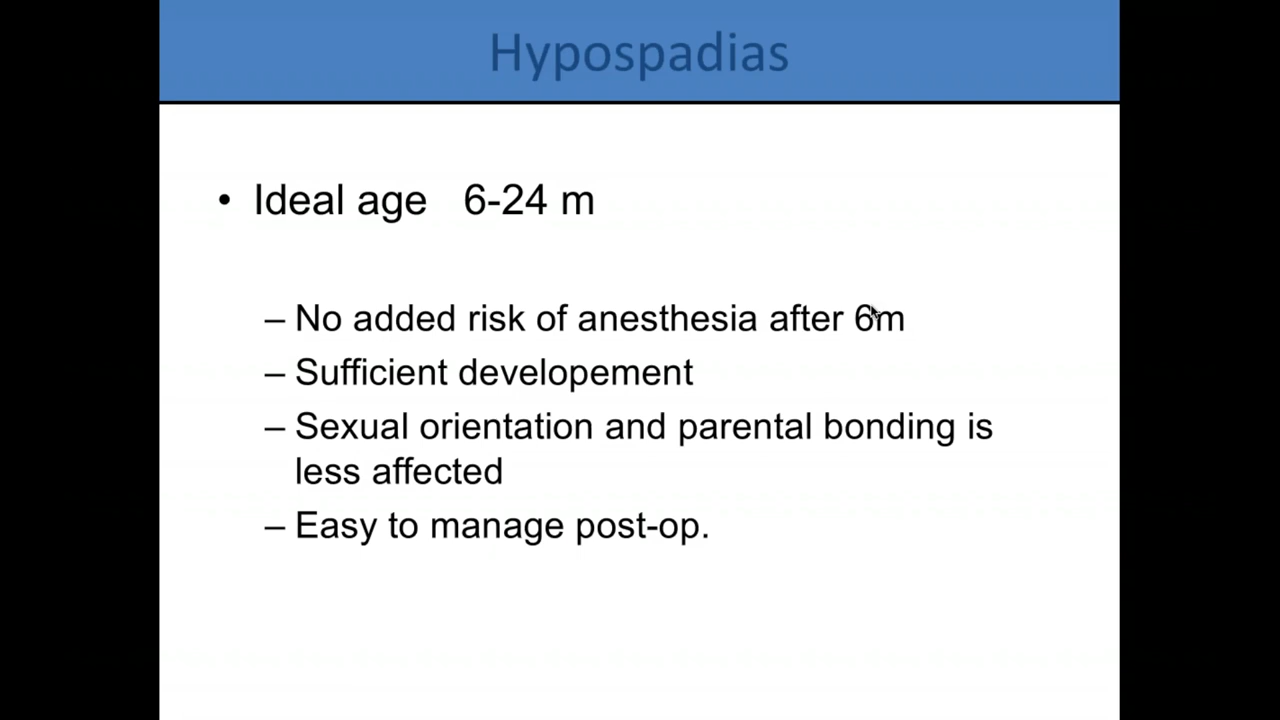 Hypospadias
• Ideal age 6-24 m
– No added risk of anesthesia after 6m
– Sufficient developement
– Sexual orientation and parental bonding is
less affected
– Easy to manage post-op.